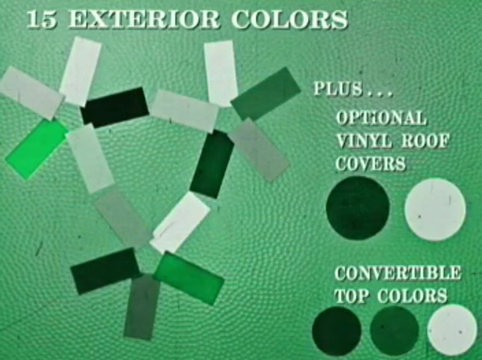 15 EXTERIOR COLORS
PLUS...
OPTIONAL
VINYL ROOF
COVERS
CONVERTIBLE
TOP COLORS